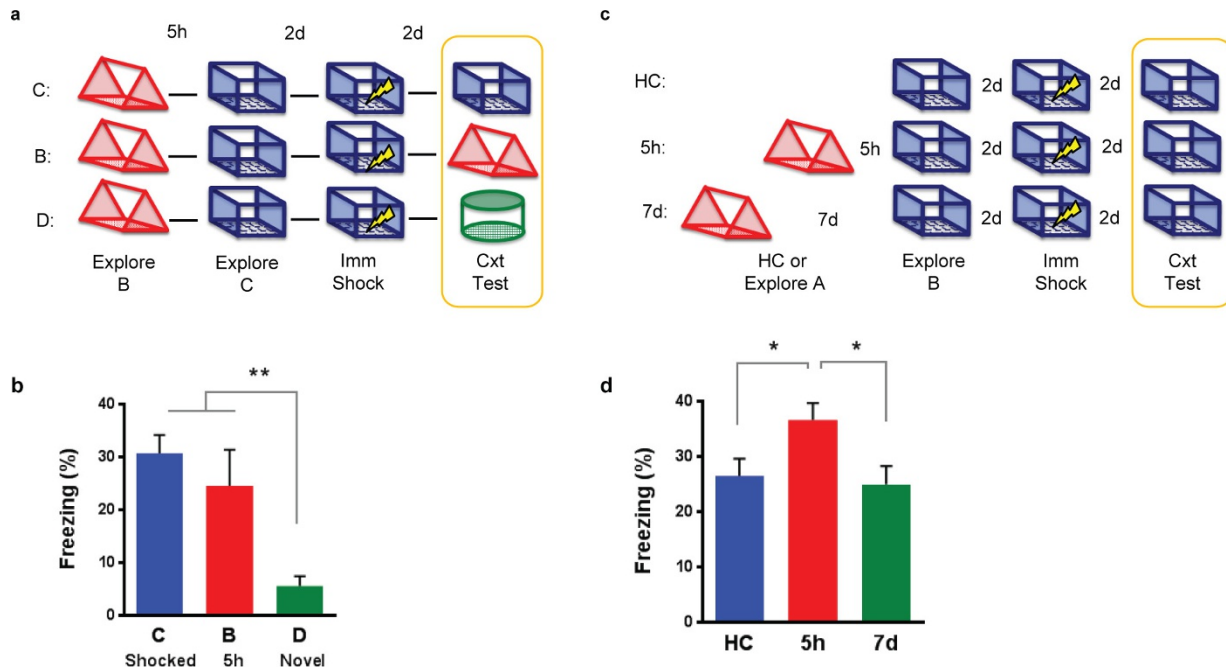 a
5h 2d 2d
C:
B:
D:
Explore B
Explore C
Imm Shock
Cxt Test
c
HC:
2d 2d
5h:
5h 2d 2d
7d:
7d 2d 2d
HC or Explore A
Explore B
Imm Shock
Cxt Test
b
**
Freezing (%)
40
30
20
10
0
C B D
Shocked 5h Novel
d
* *
Freezing (%)
40
30
20
10
0
HC 5h 7d